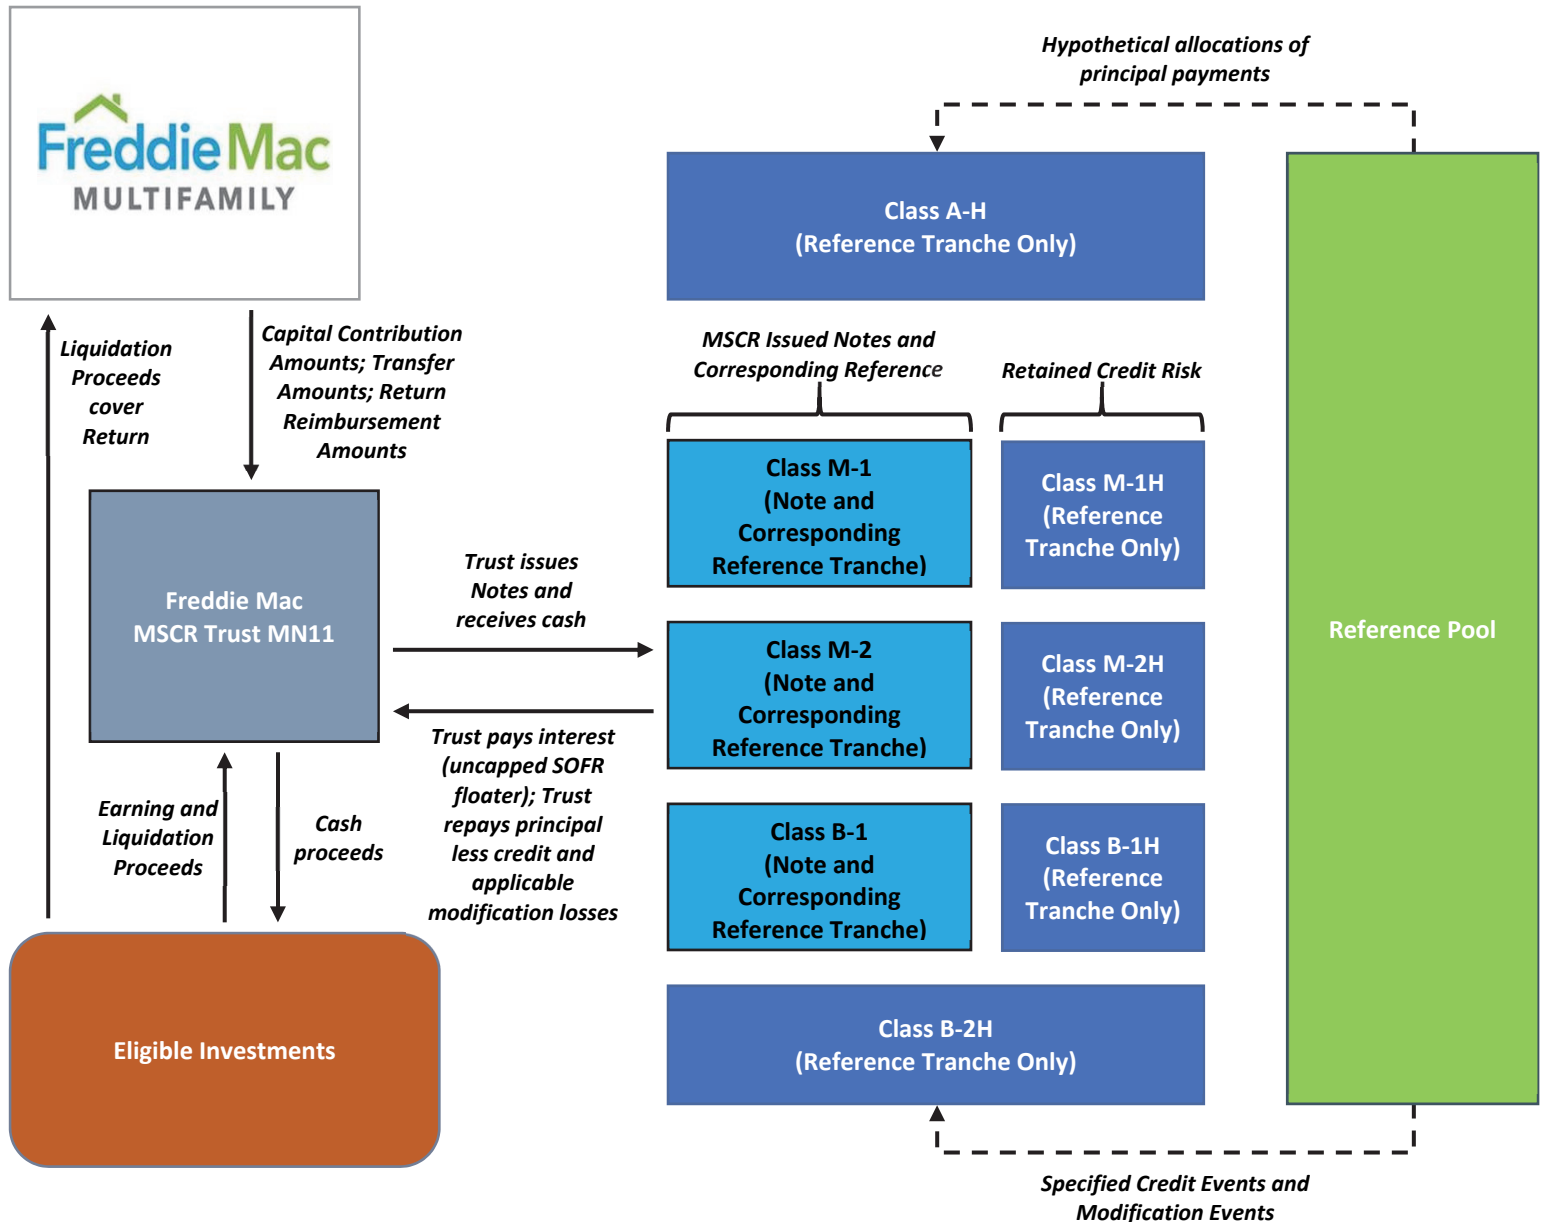 Freddie Mac
MULTIFAMILY
Hypothetical allocations of
principal payments
Class A-H
(Reference Tranche Only)
Liquidation
Proceeds
cover
Return
Capital Contribution
Amounts; Transfer
Amounts; Return
Reimbursement
Amounts
MSCR Issued Notes and
Corresponding Reference
Retained Credit Risk
Class M-1
(Note and
Corresponding
Reference Tranche)
Class M-1H
(Reference
Tranche Only)
Freddie Mac
MSCR Trust MN11
Trust issues
Notes and
receives cash
Class M-2
(Note and
Corresponding
Reference Tranche)
Class M-2H
(Reference
Tranche Only)
Reference Pool
Trust pays interest
(uncapped SOFR
floater); Trust
repays principal
less credit and
applicable
modification losses
Earning and
Liquidation
Proceeds
Cash
proceeds
Class B-1
(Note and
Corresponding
Reference Tranche)
Class B-1H
(Reference
Tranche Only)
Eligible Investments
Class B-2H
(Reference Tranche Only)
Specified Credit Events and
Modification Events